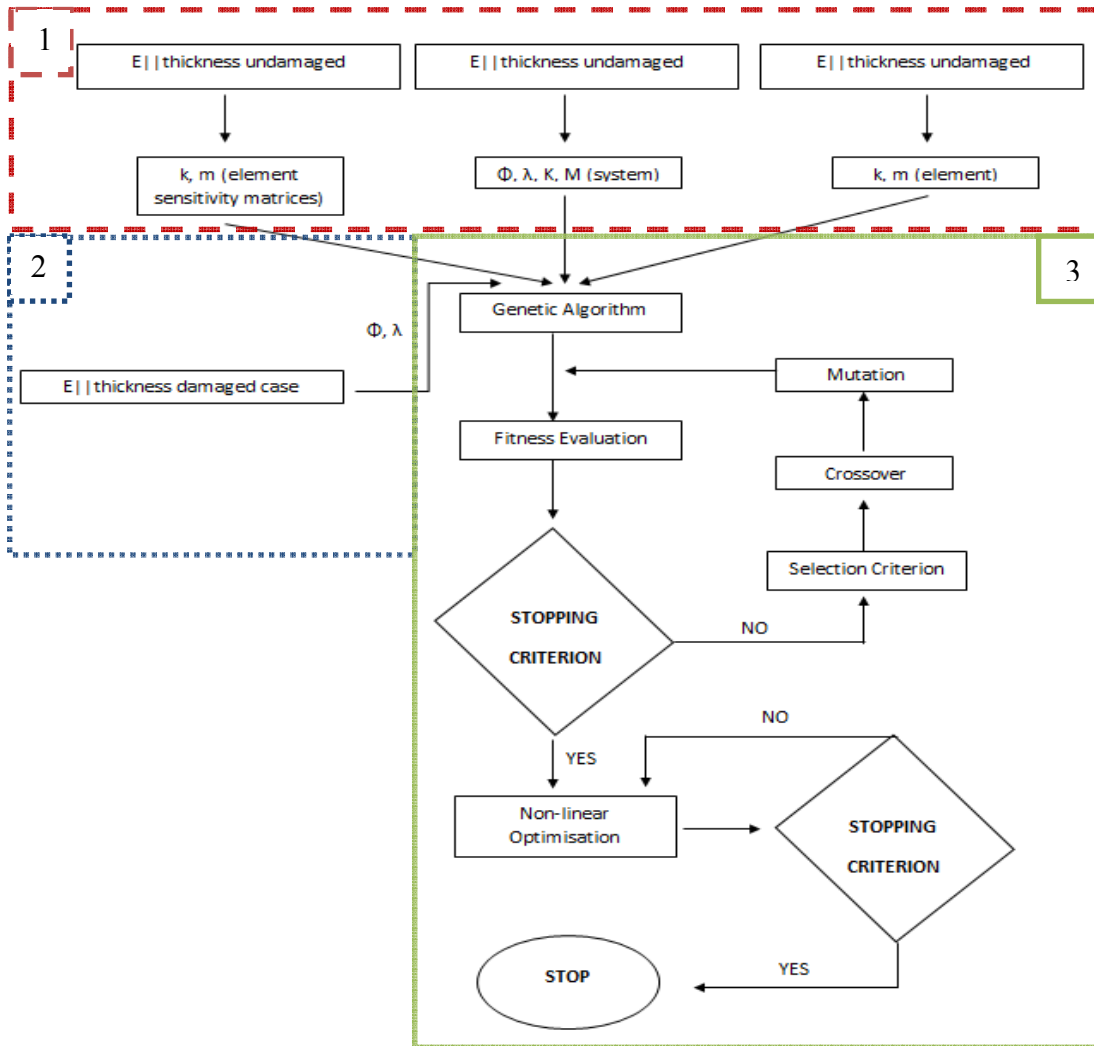 1
E||thickness undamaged
E||thickness undamaged
E||thickness undamaged
k, m (element
sensitivity matrices)
Φ, λ, K, M (system)
k, m (element)
2
3
Φ, λ
E||thickness damaged case
Genetic Algorithm
Mutation
Fitness Evaluation
Crossover
Selection Criterion
STOPPING
CRITERION
NO
YES
NO
Non-linear
Optimisation
STOPPING
CRITERION
YES
STOP